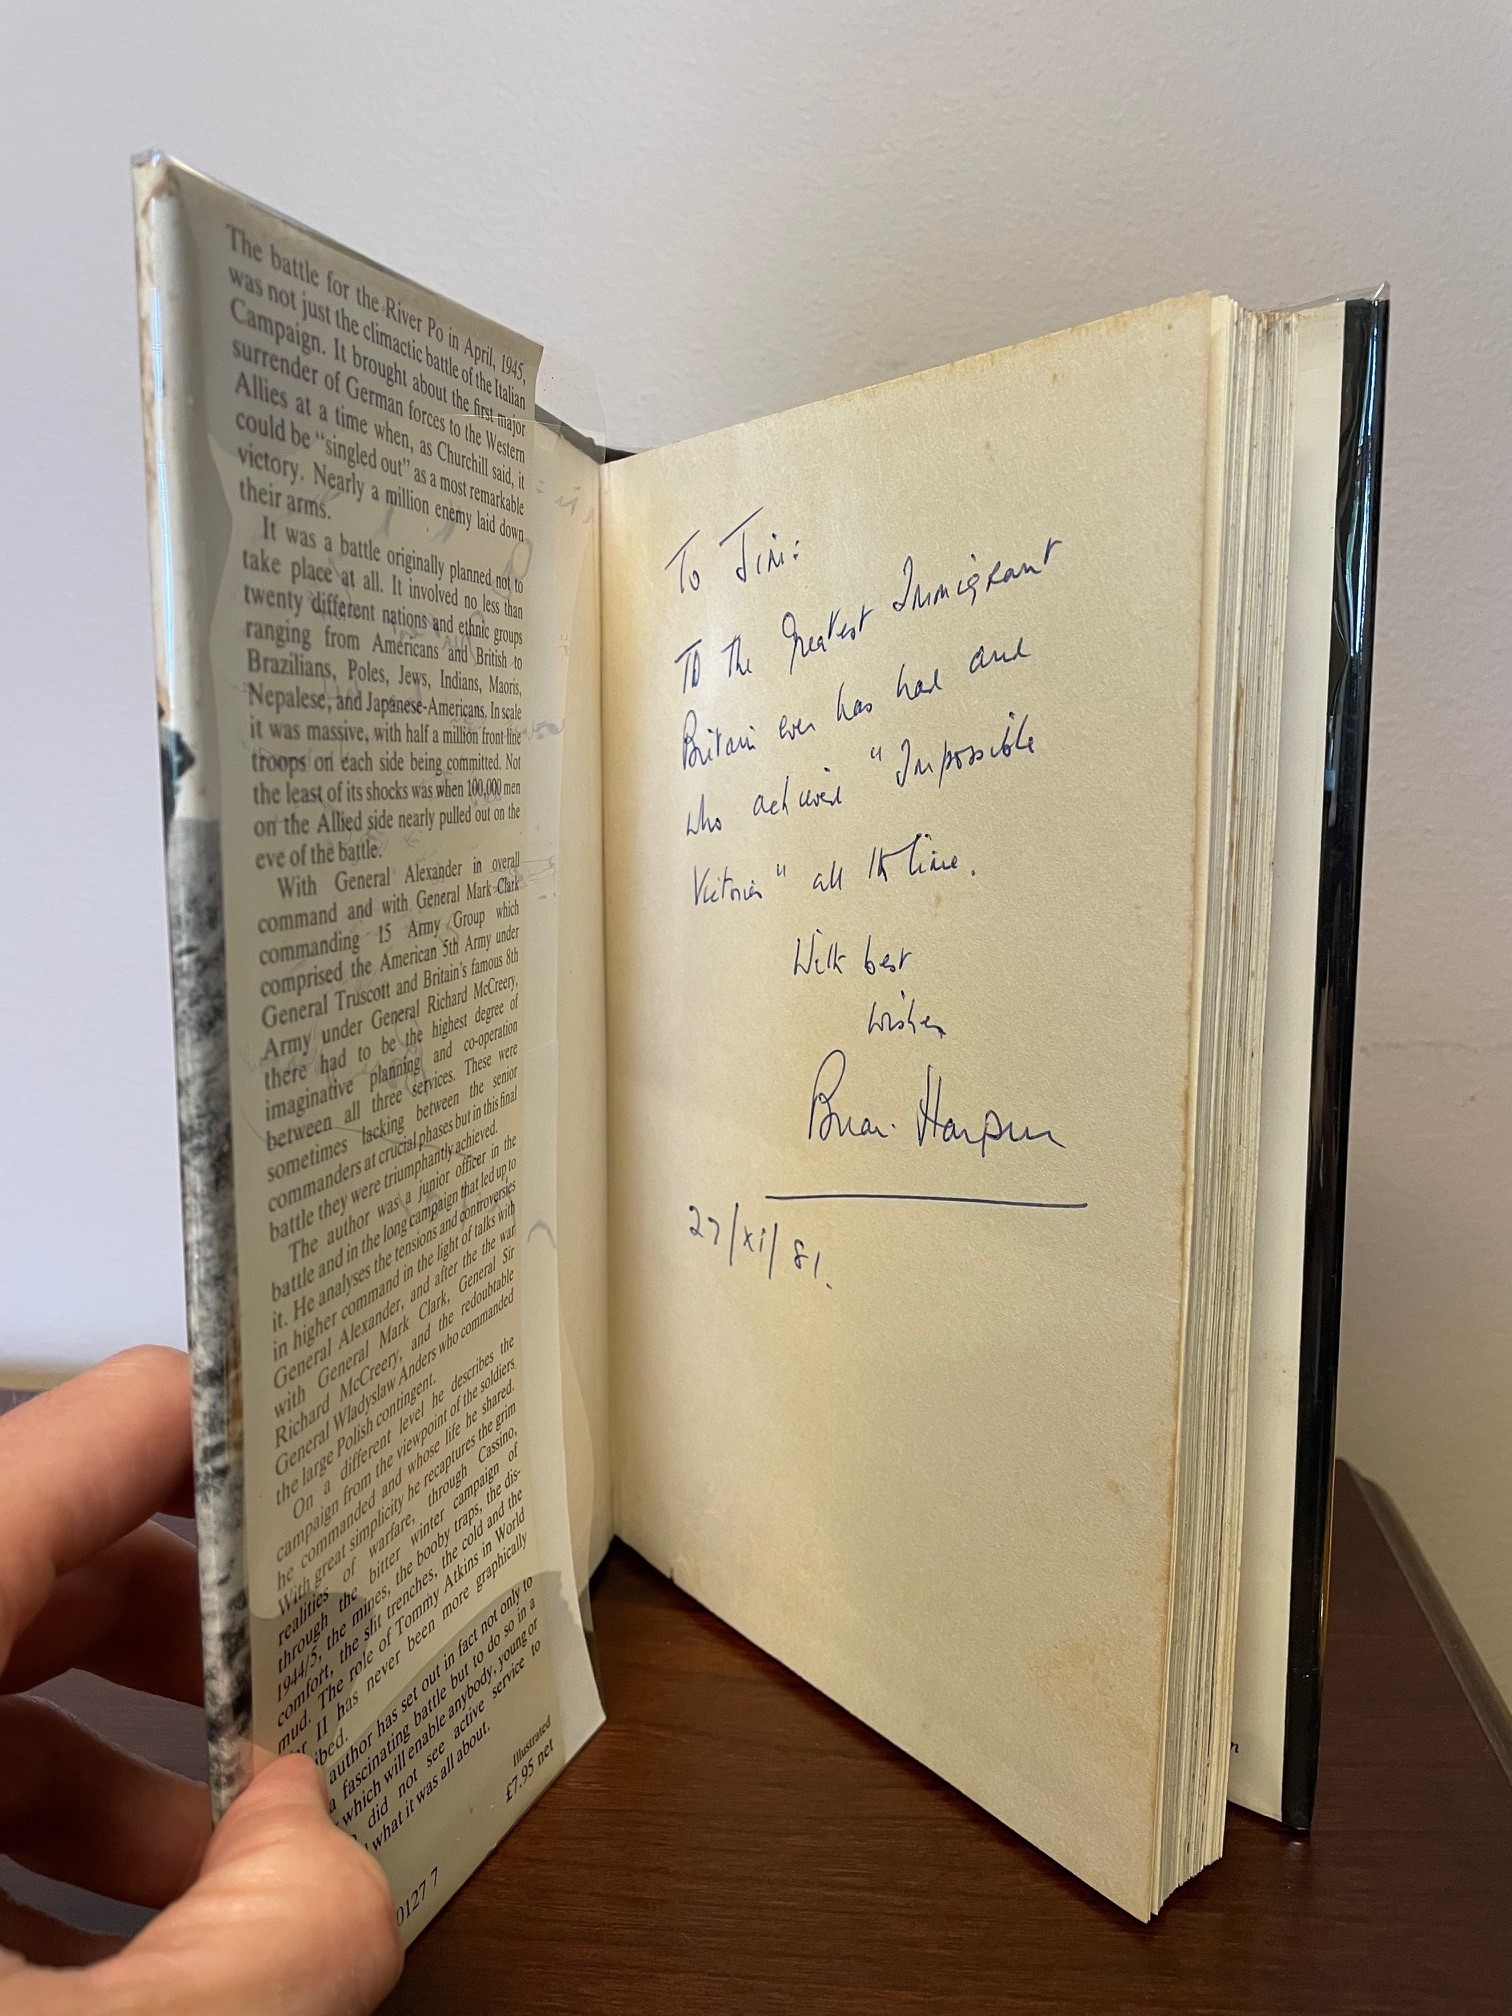 The battle for the River Po in April, 1945,
was not just the climactic battle of the Italian
Campaign. It brought about the first major
surrender of German forces to the Western
Allies at a time when, as Churchill said, it
could be "singled out" as a most remarkable
victory. Nearly a million enemy laid down
their arms.
It was a battle originally planned not to
take place at all. It involved no less than
twenty different nations and ethnic groups
ranging from Americans and British to
Brazilians, Poles, Jews, Indians, Maoris,
Nepalese, and Japanese-Americans. In scale
it was massive, with half a million front-line
troops on each side being committed. Not
the least of its shocks was when 100,000 men
on the Allied side nearly pulled out on the
eve of the battle.
With General Alexander in overall
command and with General Mark Clark
commanding 15 Army Group which
comprised the American 5th Army under
General Truscott and Britain's famous 8th
Army under General Richard McCreery,
there had to be the highest degree of
imaginative planning and co-operation
between all three services. These were
sometimes lacking between the senior
commanders at crucial phases but in this final
battle they were triumphantly achieved.
The author was a junior officer in the
battle and in the long campaign that led up to
it. He analyses the tensions and controversies
in higher command in the light of talks with
General Alexander, and after the the war
with General Mark Clark, General Sir
Richard McCreery, and the redoubtable
General Wladyslaw Anders who commanded
the large Polish contingent.
On a different level he describes the
campaign from the viewpoint of the soldiers
he commanded and whose life he shared.
With great simplicity he recaptures the grim
realities of warfare, through Cassino,
through the bitter winter campaign of
1944/5, the mines, the booby traps, the dis-
comfort, the slit trenches, the cold and the
mud. The role of Tommy Atkins in World
II has never been more graphically
author has set out in fact not only to
a fascinating battle but to do so in a
which will enable anybody, young or
did not see active service to
what it was all about.
Illustrated
£7.95 net
0127 7
To Jim:
To the Greatest Immigrant
Britain ever has had and
who achieved "Impossible
Victories" all the time.
With best
wishes
Brian Harpur
27/xi/81.